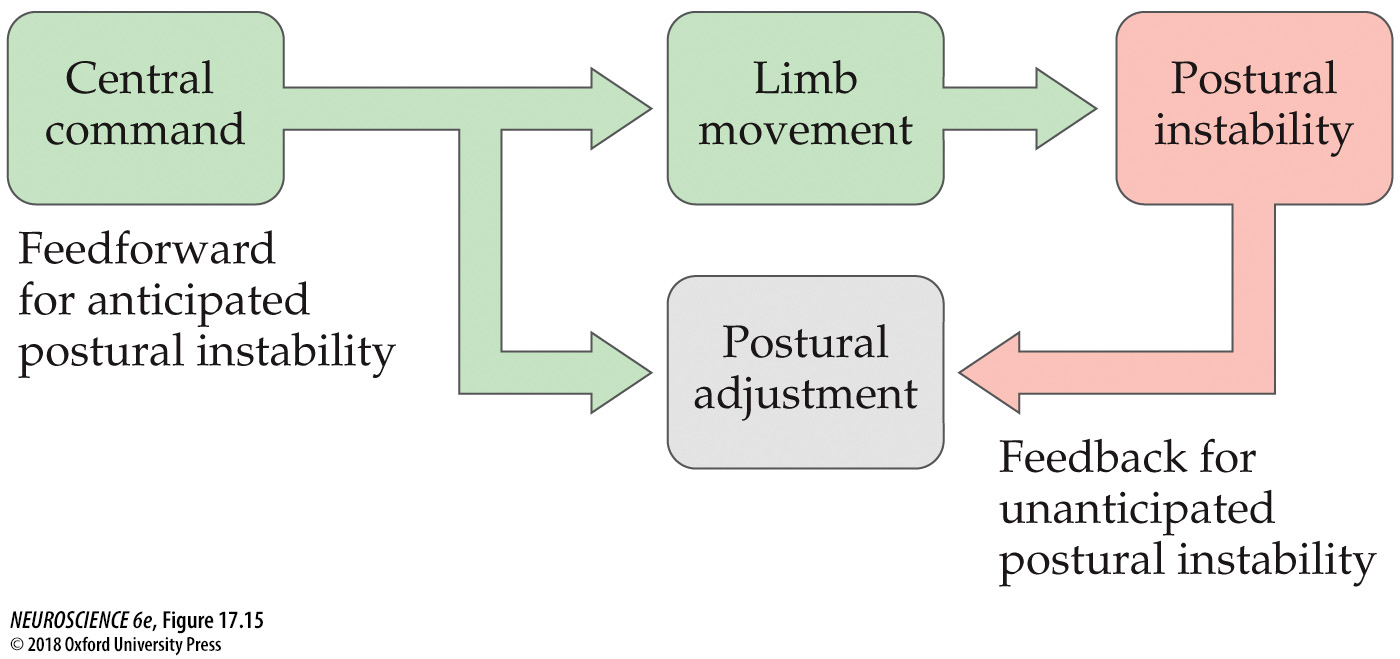 Central
command
Limb
movement
Postural
instability
Feedforward
for anticipated
postural instability
Postural
adjustment
Feedback for
unanticipated
postural instability
NEUROSCIENCE 6e, Figure 17.15
© 2018 Oxford University Press